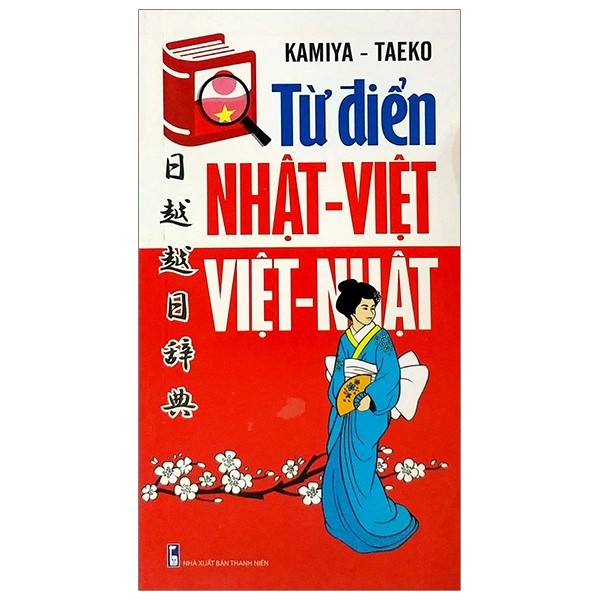 KAMIYA - TAEKO
Từ điển
NHẬT-VIỆT
VIỆT-NHẬT
日越越日辞典
NHÀ XUẤT BẢN THANH NIÊN